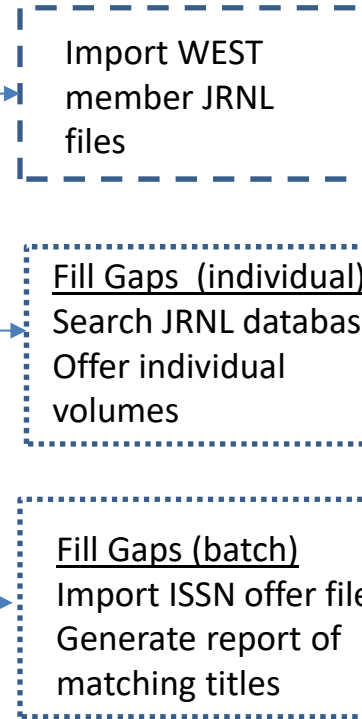 Import WEST
member JRNL
files
Fill Gaps (individual)
Search JRNL databas
Offer individual
volumes
Fill Gaps (batch)
Import ISSN offer file
Generate report of
matching titles